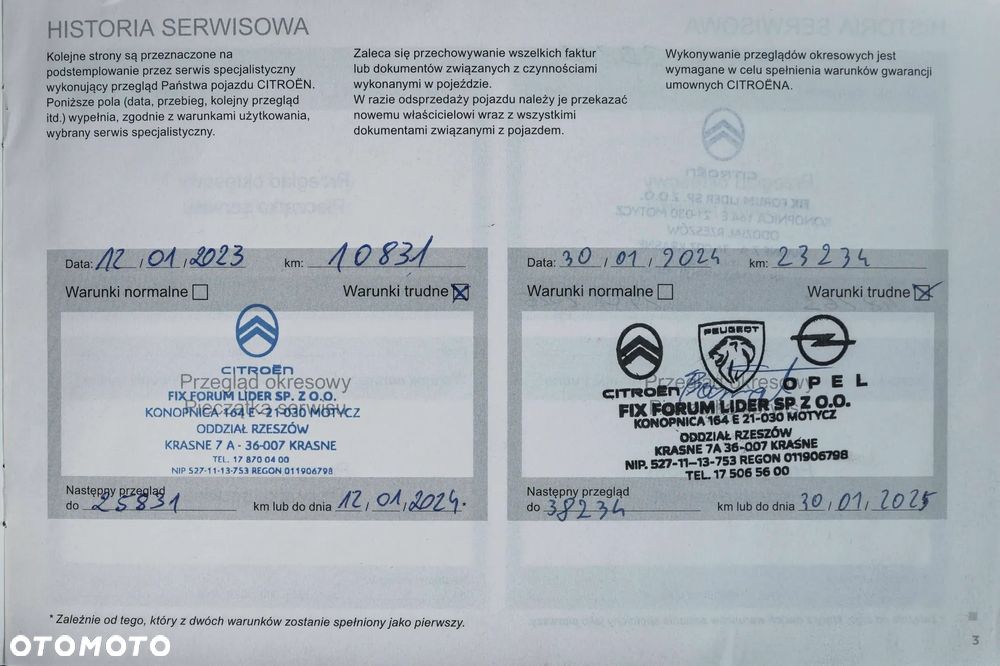 HISTORIA SERWISOWA
Kolejne strony są przeznaczone na
podstemplowanie przez serwis specjalistyczny
wykonujący przegląd Państwa pojazdu CITROËN.
Poniższe pola (data, przebieg, kolejny przegląd
itd.) wypełnia, zgodnie z warunkami użytkowania,
wybrany serwis specjalistyczny.
Zaleca się przechowywanie wszelkich faktur
lub dokumentów związanych z czynnościami
wykonanymi w pojeździe.
W razie odsprzedaży pojazdu należy je przekazać
nowemu właścicielowi wraz z wszystkimi
dokumentami związanymi z pojazdem.
Wykonywanie przeglądów okresowych jest
wymagane w celu spełnienia warunków gwarancji
umownych CITROËNA.
Data: 12 / 01 / 2023 km: 10831
Warunki normalne Warunki trudne
CITROËN
Przegląd okresowy
FIX FORUM LIDER SP. Z O.O.
Pieczątka serwisu
KONOPNICA 164 E - 21-030 MOTYCZ
ODDZIAŁ RZESZÓW
KRASNE 7 A - 36-007 KRASNE
TEL. 17 870 04 00
NIP 527-11-13-753 REGON 011906798
Następny przegląd
do 25831 km lub do dnia 12 / 01 / 2024.
Data: 30 / 01 / 2024 km: 23234
Warunki normalne Warunki trudne
PEUGEOT
Przegląd okresowy
CITROËN OPEL
FIX FORUM LIDER SP. Z O.O.
KONOPNICA 164 E 21-030 MOTYCZ
ODDZIAŁ RZESZÓW
KRASNE 7A 36-007 KRASNE
NIP. 527-11-13-753 REGON 011906798
TEL. 17 506 56 00
Następny przegląd
do 38234 km lub do dnia 30 / 01 / 2025
* Zależnie od tego, który z dwóch warunków zostanie spełniony jako pierwszy.
3
OTOMOTO